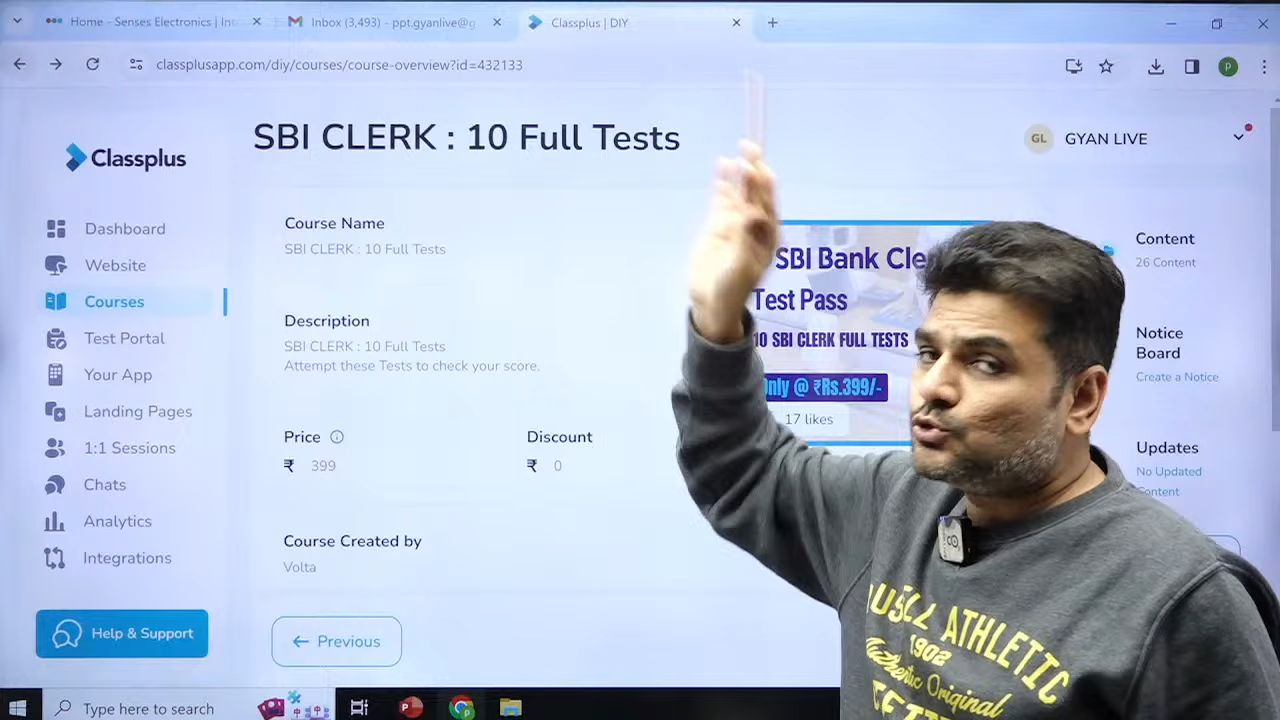 Home - Senses Electronics | Int
Inbox (3,493) - ppt.gyanlive@g
Classplus | DIY
classplusapp.com/diy/courses/course-overview?id=432133
P
SBI CLERK : 10 Full Tests
GL GYAN LIVE
Classplus
Dashboard
Website
Courses
Test Portal
Your App
Landing Pages
1:1 Sessions
Chats
Analytics
Integrations
Help & Support
Course Name
SBI CLERK : 10 Full Tests
Description
SBI CLERK : 10 Full Tests
Attempt these Tests to check your score.
Price
₹ 399
Discount
₹ 0
Course Created by
Volta
Previous
SBI Bank Cle
Test Pass
10 SBI CLERK FULL TESTS
Only @ ₹Rs.399/-
17 likes
Content
26 Content
Notice
Board
Create a Notice
Updates
No Updated
Content
ATHLETIC
1902
Authentic Original
Type here to search